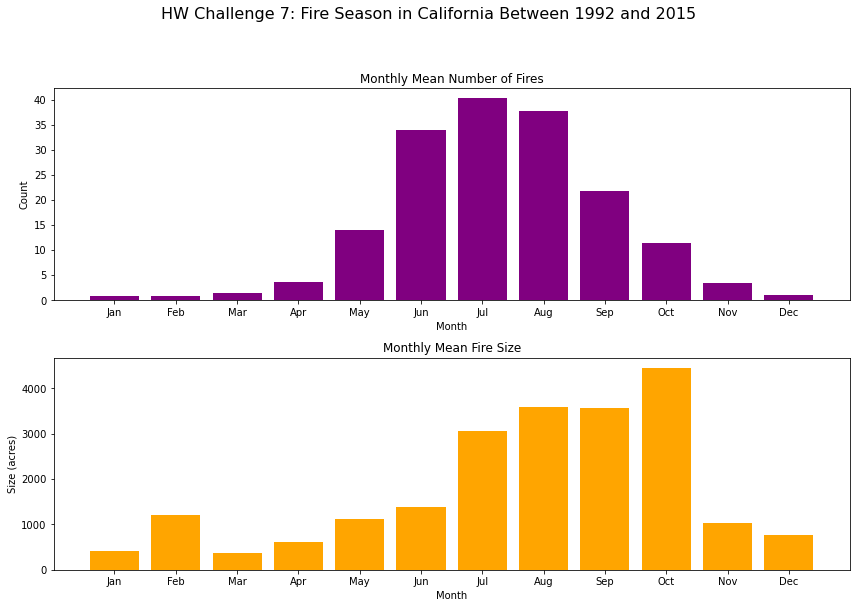 HW Challenge 7: Fire Season in California Between 1992 and 2015
Monthly Mean Number of Fires
40
35
30
25
20
15
10
5
0
Count
Jan Feb Mar Apr May Jun Jul Aug Sep Oct Nov Dec
Month
Monthly Mean Fire Size
4000
3000
2000
1000
0
Size (acres)
Jan Feb Mar Apr May Jun Jul Aug Sep Oct Nov Dec
Month